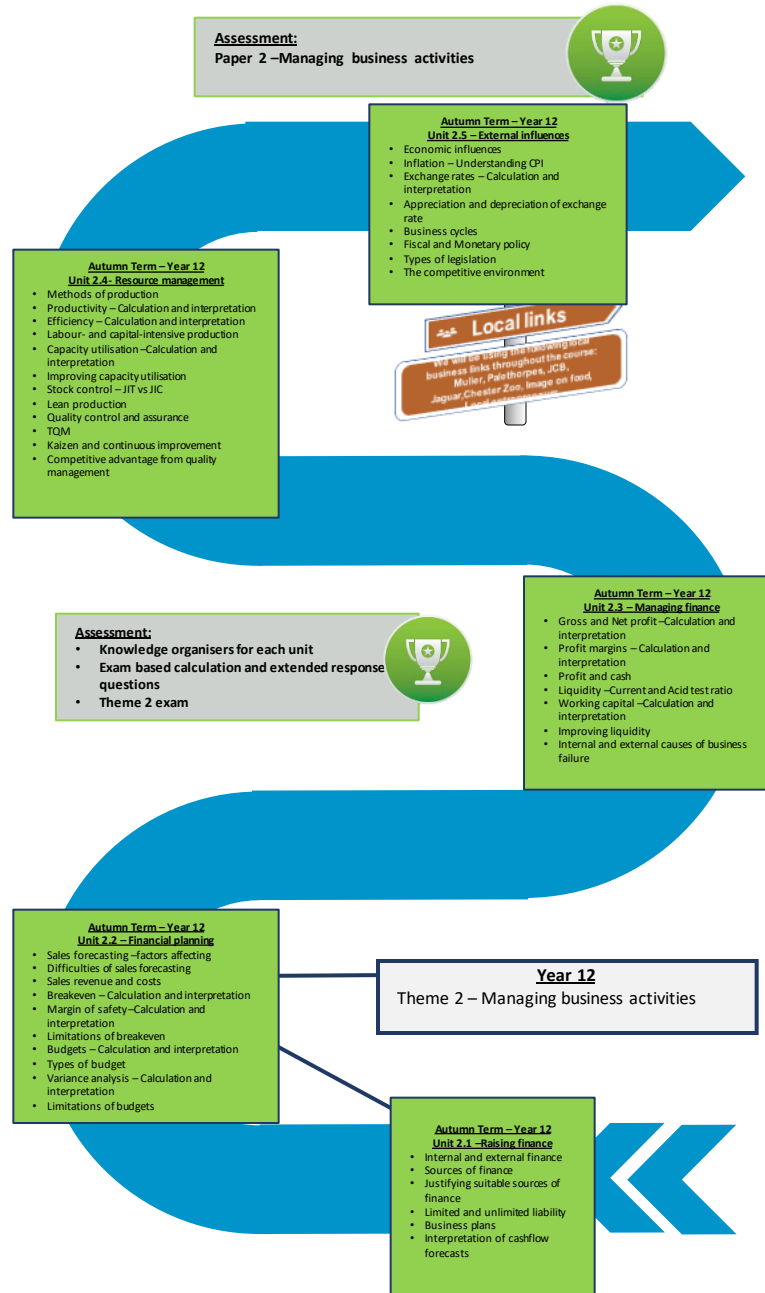 Assessment:
Paper 2 –Managing business activities
Autumn Term – Year 12
Unit 2.5 – External influences
• Economic influences
• Inflation – Understanding CPI
• Exchange rates – Calculation and
interpretation
• Appreciation and depreciation of exchange
rate
• Business cycles
• Fiscal and Monetary policy
• Types of legislation
• The competitive environment
Autumn Term – Year 12
Unit 2.4- Resource management
• Methods of production
• Productivity – Calculation and interpretation
• Efficiency – Calculation and interpretation
• Labour- and capital-intensive production
• Capacity utilisation –Calculation and
interpretation
• Improving capacity utilisation
• Stock control – JIT vs JIC
• Lean production
• Quality control and assurance
• TQM
• Kaizen and continuous improvement
• Competitive advantage from quality
management
Local links
We will be using the following local
business links throughout the course:
Muller, Palethorpes, JCB,
Jaguar,Chester Zoo, Image on food,
Autumn Term – Year 12
Unit 2.3 – Managing finance
• Gross and Net profit –Calculation and
interpretation
• Profit margins – Calculation and
interpretation
• Profit and cash
• Liquidity –Current and Acid test ratio
• Working capital –Calculation and
interpretation
• Improving liquidity
• Internal and external causes of business
failure
Assessment:
• Knowledge organisers for each unit
• Exam based calculation and extended response
questions
• Theme 2 exam
Autumn Term – Year 12
Unit 2.2 – Financial planning
• Sales forecasting –factors affecting
• Difficulties of sales forecasting
• Sales revenue and costs
• Breakeven – Calculation and interpretation
• Margin of safety–Calculation and
interpretation
• Limitations of breakeven
• Budgets – Calculation and interpretation
• Types of budget
• Variance analysis – Calculation and
interpretation
• Limitations of budgets
Year 12
Theme 2 – Managing business activities
Autumn Term – Year 12
Unit 2.1 –Raising finance
• Internal and external finance
• Sources of finance
• Justifying suitable sources of
finance
• Limited and unlimited liability
• Business plans
• Interpretation of cashflow
forecasts